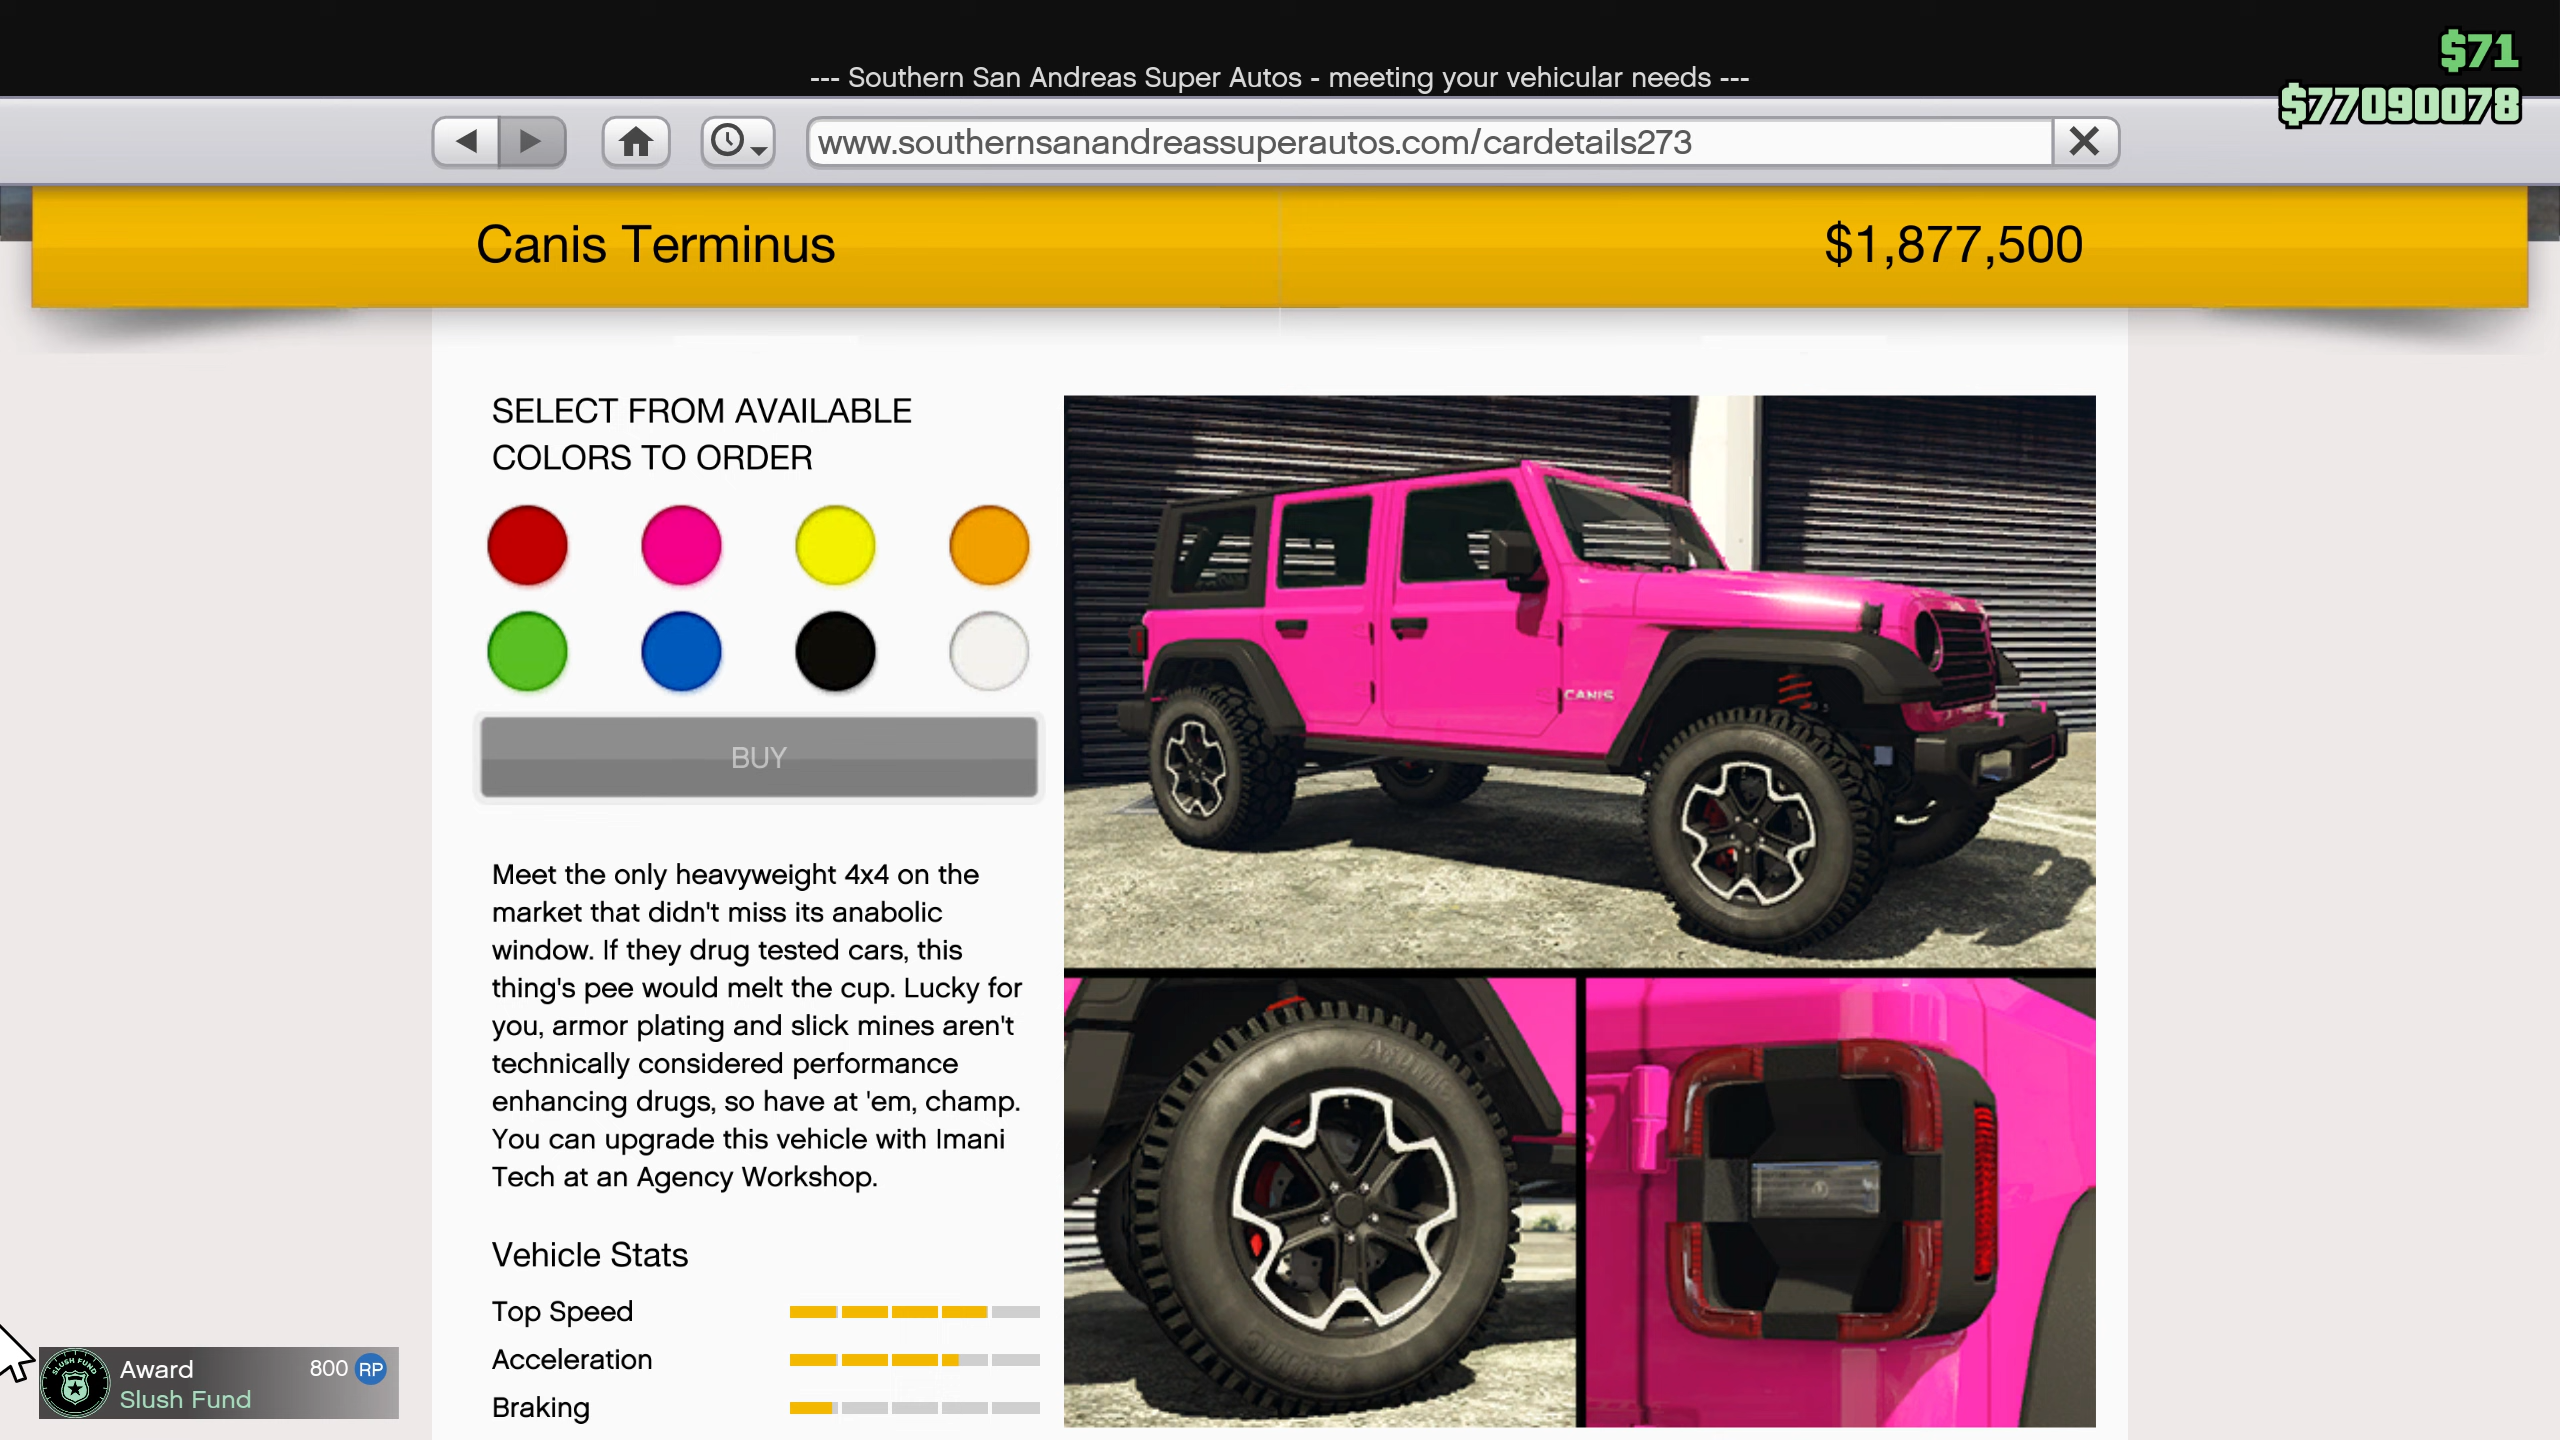 --- Southern San Andreas Super Autos - meeting your vehicular needs ---
$71
$77090078
www.southernsanandreassuperautos.com/cardetails273
Canis Terminus
$1,877,500
SELECT FROM AVAILABLE
COLORS TO ORDER
BUY
Meet the only heavyweight 4x4 on the
market that didn't miss its anabolic
window. If they drug tested cars, this
thing's pee would melt the cup. Lucky for
you, armor plating and slick mines aren't
technically considered performance
enhancing drugs, so have at 'em, champ.
You can upgrade this vehicle with Imani
Tech at an Agency Workshop.
Vehicle Stats
Top Speed
Acceleration
Braking
CANIS
Atomic
SLUSH FUND
Award
800 RP
Slush Fund